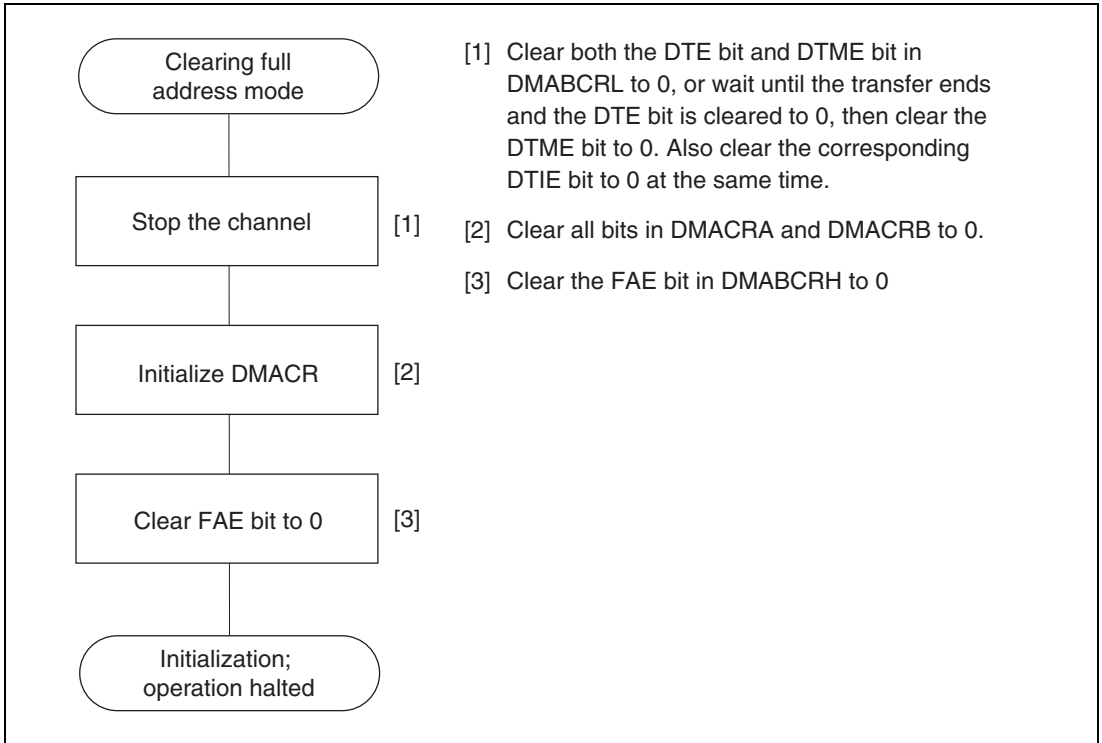 Clearing full
address mode
Stop the channel
[1]
Initialize DMACR
[2]
Clear FAE bit to 0
[3]
Initialization;
operation halted
[1] Clear both the DTE bit and DTME bit in
DMABCRL to 0, or wait until the transfer ends
and the DTE bit is cleared to 0, then clear the
DTME bit to 0. Also clear the corresponding
DTIE bit to 0 at the same time.
[2] Clear all bits in DMACRA and DMACRB to 0.
[3] Clear the FAE bit in DMABCRH to 0